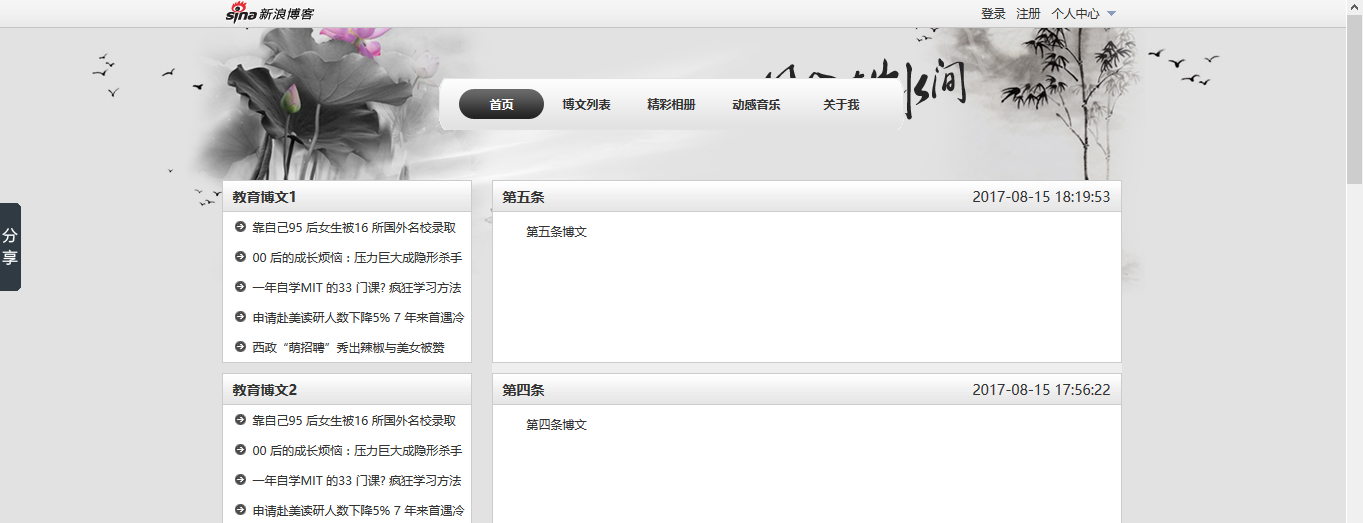 sina 新浪博客
登录 注册 个人中心
间
首页 博文列表 精彩相册 动感音乐 关于我
分享
教育博文1
靠自己95 后女生被16 所国外名校录取
00 后的成长烦恼：压力巨大成隐形杀手
一年自学MIT 的33 门课? 疯狂学习方法
申请赴美读研人数下降5% 7 年来首遇冷
西政“萌招聘”秀出辣椒与美女被赞
第五条 2017-08-15 18:19:53
第五条博文
教育博文2
靠自己95 后女生被16 所国外名校录取
00 后的成长烦恼：压力巨大成隐形杀手
一年自学MIT 的33 门课? 疯狂学习方法
申请赴美读研人数下降5% 7 年来首遇冷
第四条 2017-08-15 17:56:22
第四条博文